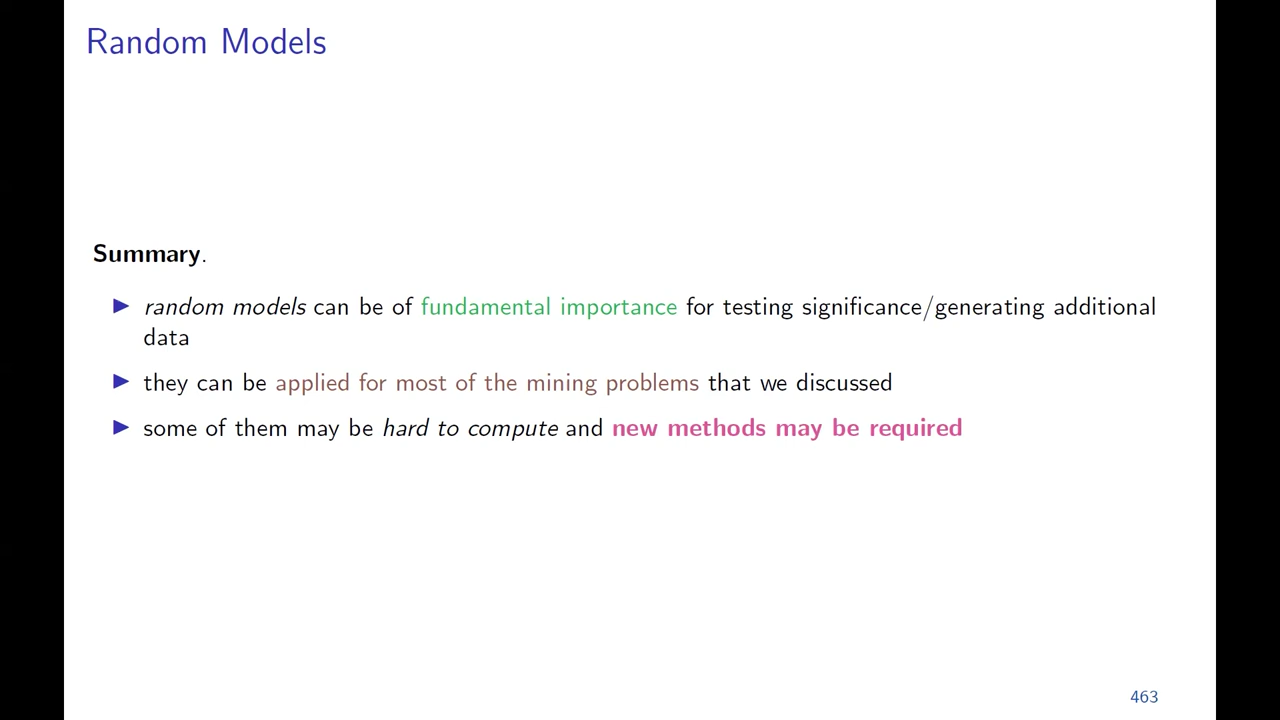 Random Models
Summary.
▶ random models can be of fundamental importance for testing significance/generating additional
data
▶ they can be applied for most of the mining problems that we discussed
▶ some of them may be hard to compute and new methods may be required
463